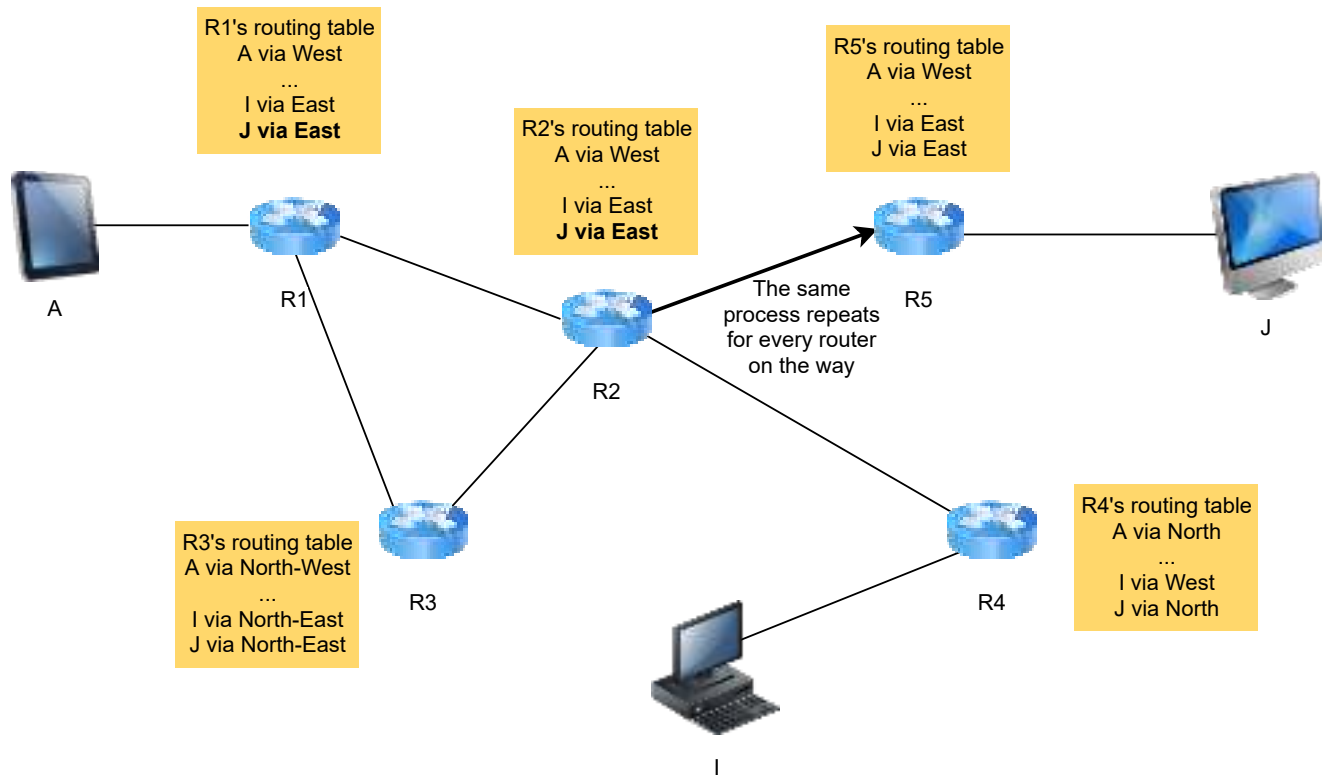 R1's routing table
A via West
...
I via East
J via East
R5's routing table
A via West
...
I via East
J via East
R2's routing table
A via West
...
I via East
J via East
A
R1
R2
The same
process repeats
for every router
on the way
R5
J
R3's routing table
A via North-West
...
I via North-East
J via North-East
R3
R4
R4's routing table
A via North
...
I via West
J via North
I